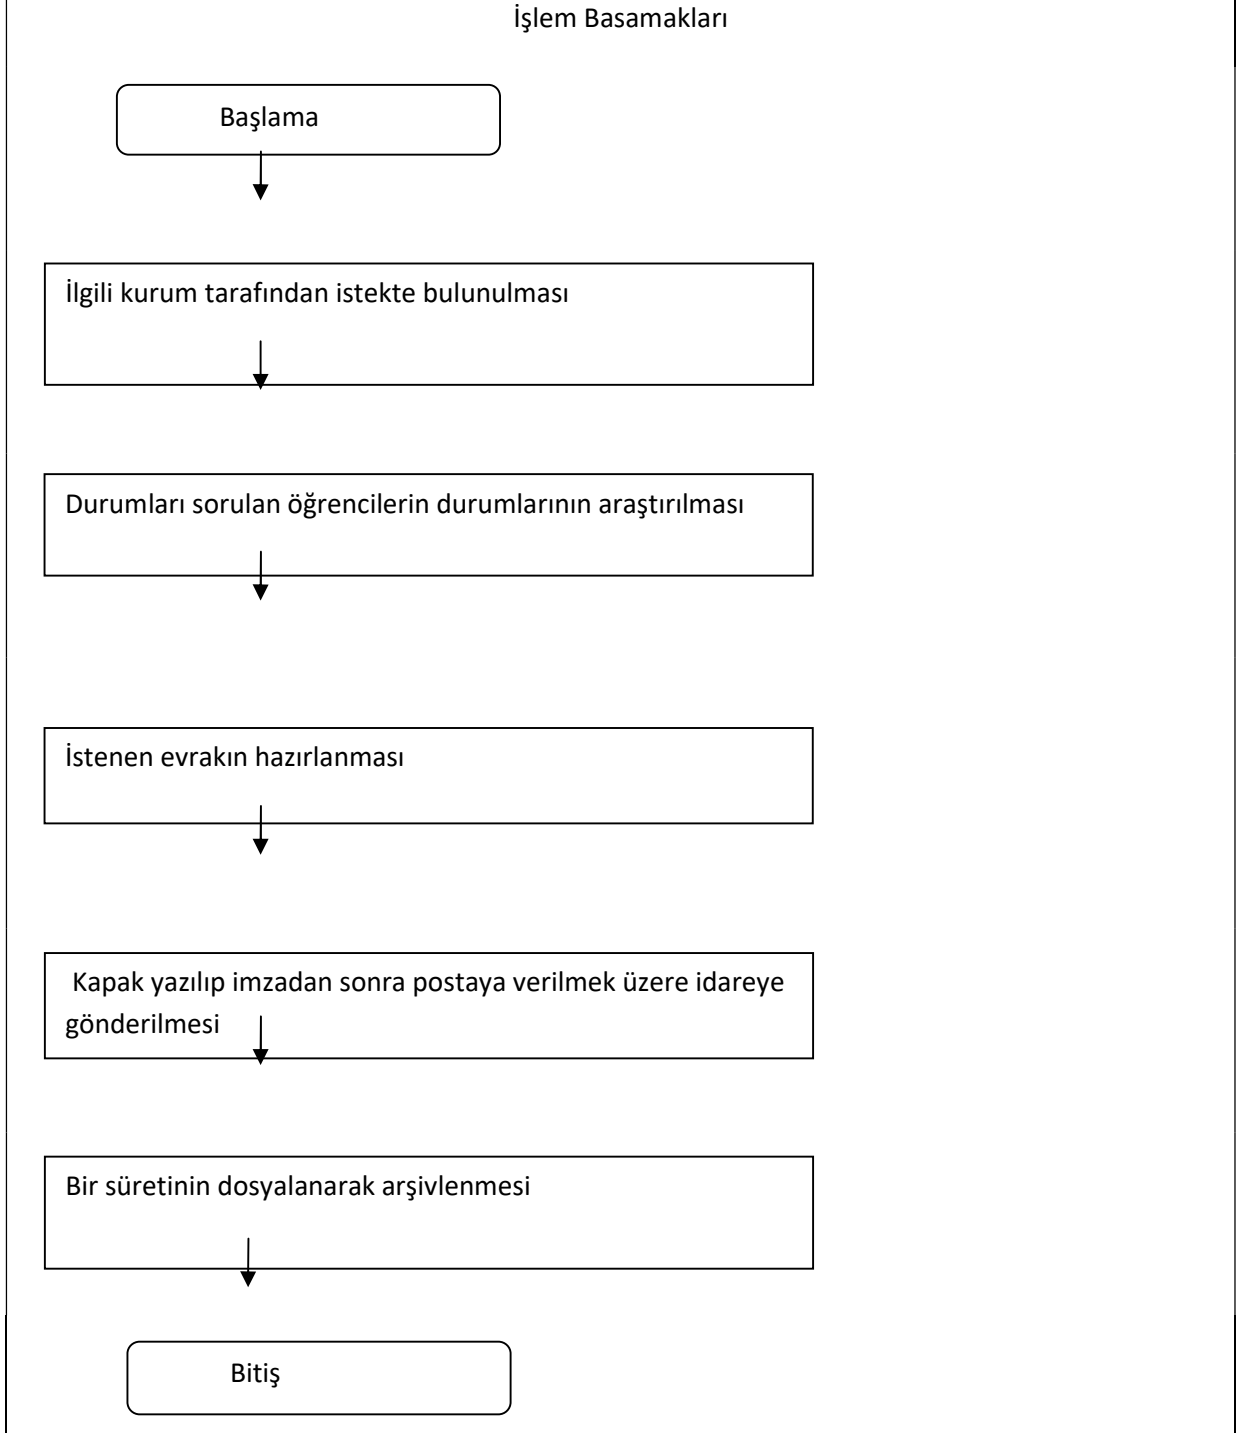 İşlem Basamakları
Başlama
İlgili kurum tarafından istekte bulunulması
Durumları sorulan öğrencilerin durumlarının araştırılması
İstenen evrakın hazırlanması
Kapak yazılıp imzadan sonra postaya verilmek üzere idareye
gönderilmesi
Bir süretinin dosyalanarak arşivlenmesi
Bitiş